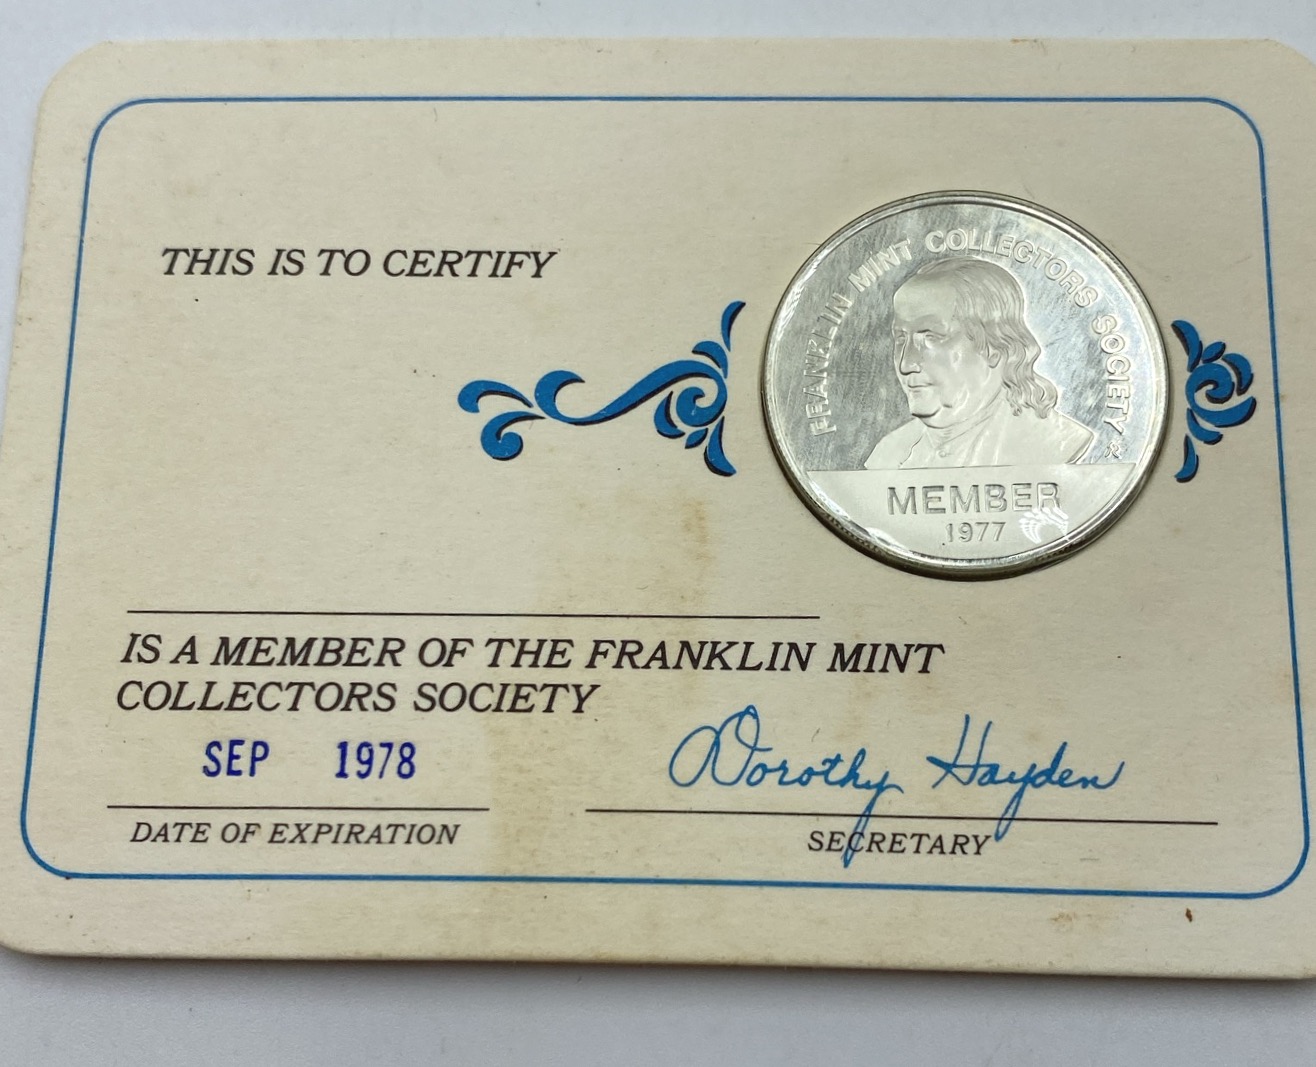 THIS IS TO CERTIFY
FRANKLIN MINT COLLECTORS SOCIETY
MEMBER
1977
IS A MEMBER OF THE FRANKLIN MINT
COLLECTORS SOCIETY
SEP 1978
Dorothy Hayden
DATE OF EXPIRATION
SECRETARY